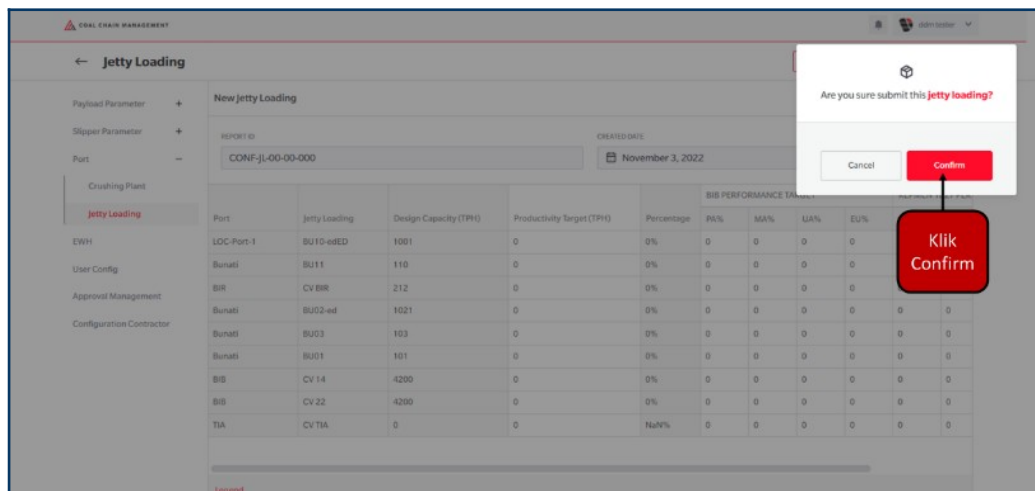 COAL CHAIN MANAGEMENT
ddm tester
← Jetty Loading
Are you sure submit this jetty loading?
Cancel
Confirm
Klik
Confirm
Payload Parameter +
Slipper Parameter +
Port −
Crushing Plant
Jetty Loading
EWH
User Config
Approval Management
Configuration Contractor
New Jetty Loading
REPORT ID
CREATED DATE
CONF-JL-00-00-000
November 3, 2022
BIB PERFORMANCE TARGET
Port Jetty Loading Design Capacity (TPH) Productivity Target (TPH) Percentage PA% MA% UA% EU%
LOC-Port-1 BU10-edED 1001 0 0% 0 0 0 0
Bunati BU11 110 0 0% 0 0 0 0
BIR CV BIR 212 0 0% 0 0 0 0
Bunati BU02-ed 1021 0 0% 0 0 0 0 0 0
Bunati BU03 103 0 0% 0 0 0 0 0 0
Bunati BU01 101 0 0% 0 0 0 0 0 0
BIB CV 14 4200 0 0% 0 0 0 0 0 0
BIB CV 22 4200 0 0% 0 0 0 0 0 0
TIA CV TIA 0 0 NaN% 0 0 0 0 0 0
Legend